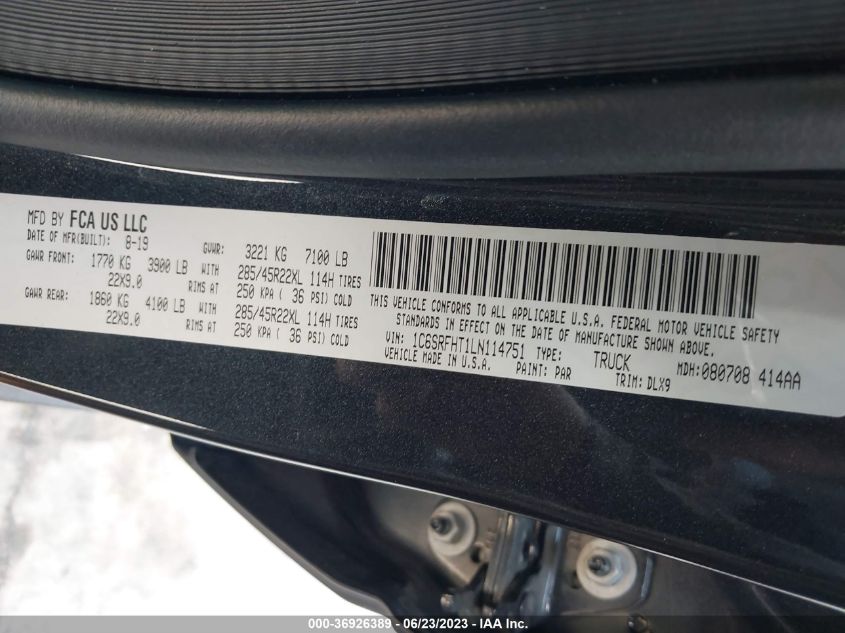 MFD BY FCA US LLC
DATE OF MFR(BUILT): 8-19 GVWR: 3221 KG 7100 LB
GAWR FRONT: 1770 KG 3900 LB WITH 285/45R22XL 114H TIRES
22X9.0 RIMS AT 250 KPA ( 36 PSI) COLD
GAWR REAR: 1860 KG 4100 LB WITH 285/45R22XL 114H TIRES
22X9.0 RIMS AT 250 KPA ( 36 PSI) COLD
THIS VEHICLE CONFORMS TO ALL APPLICABLE U.S.A. FEDERAL MOTOR VEHICLE SAFETY
STANDARDS IN EFFECT ON THE DATE OF MANUFACTURE SHOWN ABOVE.
VIN: 1C6SRFHT1LN114751 TYPE: TRUCK MDH:080708 414AA
VEHICLE MADE IN U.S.A. PAINT: PAR TRIM: DLX9
000-36926389 - 06/23/2023 - IAA Inc.